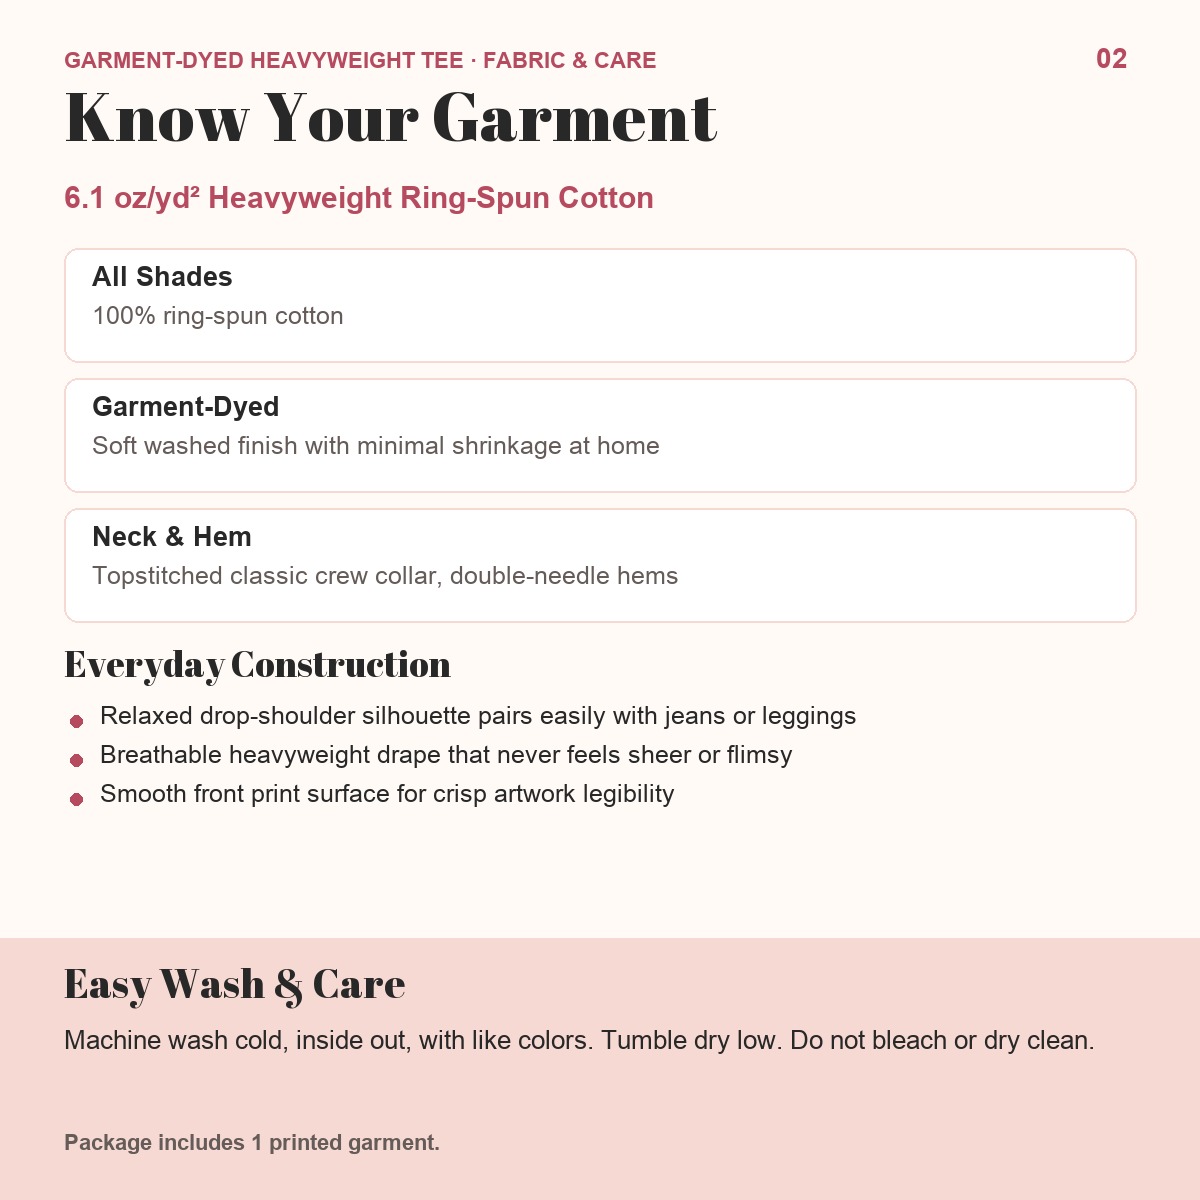 GARMENT-DYED HEAVYWEIGHT TEE · FABRIC & CARE
02
Know Your Garment
6.1 oz/yd² Heavyweight Ring-Spun Cotton
All Shades
100% ring-spun cotton
Garment-Dyed
Soft washed finish with minimal shrinkage at home
Neck & Hem
Topstitched classic crew collar, double-needle hems
Everyday Construction
Relaxed drop-shoulder silhouette pairs easily with jeans or leggings
Breathable heavyweight drape that never feels sheer or flimsy
Smooth front print surface for crisp artwork legibility
Easy Wash & Care
Machine wash cold, inside out, with like colors. Tumble dry low. Do not bleach or dry clean.
Package includes 1 printed garment.